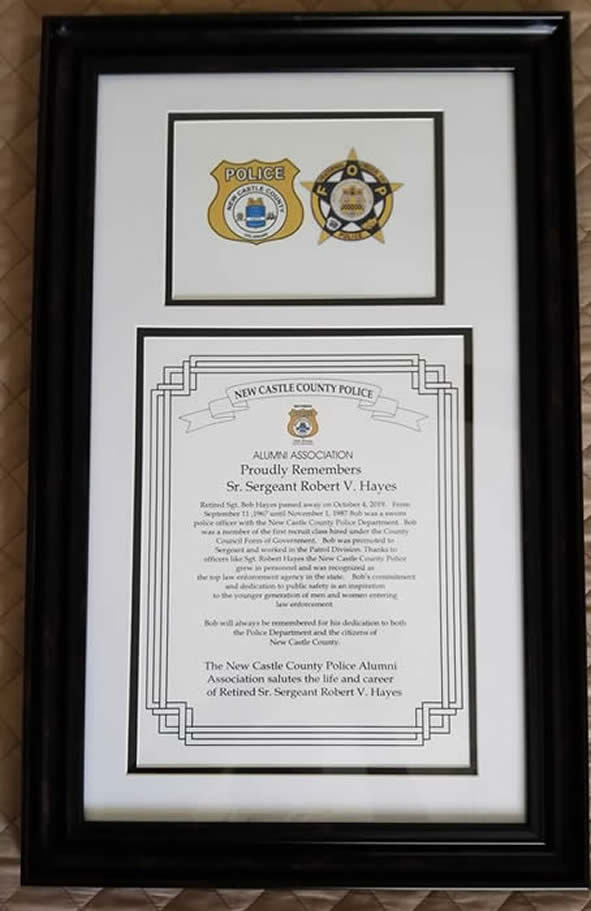 POLICE
NEW CASTLE COUNTY
DELAWARE
F O P
POLICE
NEW CASTLE COUNTY POLICE
ALUMNI ASSOCIATION
Proudly Remembers
Sr. Sergeant Robert V. Hayes
Retired Sgt. Bob Hayes passed away on October 4, 2019. From
September 11 ,1967 until November 1, 1987 Bob was a sworn
police officer with the New Castle County Police Department. Bob
was a member of the first recruit class hired under the County
Council Form of Government. Bob was promoted to
Sergeant and worked in the Patrol Division. Thanks to
officers like Sgt. Robert Hayes the New Castle County Police
grew in personnel and was recognized as
the top law enforcement agency in the state. Bob's commitment
and dedication to public safety is an inspiration
to the younger generation of men and women entering
law enforcement
Bob will always be remembered for his dedication to both
the Police Department and the citizens of
New Castle County.
The New Castle County Police Alumni
Association salutes the life and career
of Retired Sr. Sergeant Robert V. Hayes